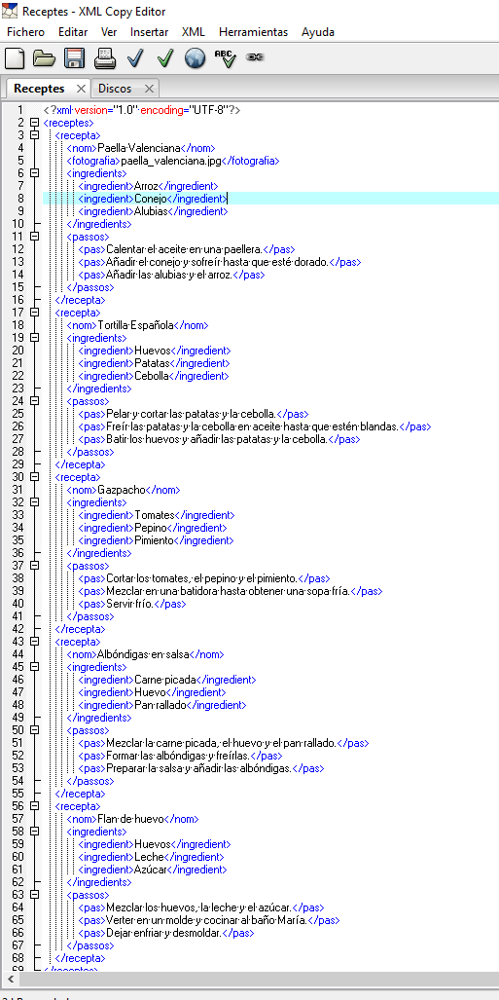 Receptes - XML Copy Editor
Fichero Editar Ver Insertar XML Herramientas Ayuda
ABC
Receptes Discos
1 <?xml version="1.0" encoding="UTF-8"?>
2 <receptes>
3 <recepta>
4 <nom>Paella Valenciana</nom>
5 <fotografia>paella_valenciana.jpg</fotografia>
6 <ingredients>
7 <ingredient>Arroz</ingredient>
8 <ingredient>Conejo</ingredient>
9 <ingredient>Alubias</ingredient>
10 </ingredients>
11 <passos>
12 <pas>Calentar el aceite en una paellera.</pas>
13 <pas>Añadir el conejo y sofreír hasta que esté dorado.</pas>
14 <pas>Añadir las alubias y el arroz.</pas>
15 </passos>
16 </recepta>
17 <recepta>
18 <nom>Tortilla Española</nom>
19 <ingredients>
20 <ingredient>Huevos</ingredient>
21 <ingredient>Patatas</ingredient>
22 <ingredient>Cebolla</ingredient>
23 </ingredients>
24 <passos>
25 <pas>Pelar y cortar las patatas y la cebolla.</pas>
26 <pas>Freír las patatas y la cebolla en aceite hasta que estén blandas.</pas>
27 <pas>Batir los huevos y añadir las patatas y la cebolla.</pas>
28 </passos>
29 </recepta>
30 <recepta>
31 <nom>Gazpacho</nom>
32 <ingredients>
33 <ingredient>Tomates</ingredient>
34 <ingredient>Pepino</ingredient>
35 <ingredient>Pimiento</ingredient>
36 </ingredients>
37 <passos>
38 <pas>Cortar los tomates, el pepino y el pimiento.</pas>
39 <pas>Mezclar en una batidora hasta obtener una sopa fría.</pas>
40 <pas>Servir frío.</pas>
41 </passos>
42 </recepta>
43 <recepta>
44 <nom>Albóndigas en salsa</nom>
45 <ingredients>
46 <ingredient>Carne picada</ingredient>
47 <ingredient>Huevo</ingredient>
48 <ingredient>Pan rallado</ingredient>
49 </ingredients>
50 <passos>
51 <pas>Mezclar la carne picada, el huevo y el pan rallado.</pas>
52 <pas>Formar las albóndigas y freírlas.</pas>
53 <pas>Preparar la salsa y añadir las albóndigas.</pas>
54 </passos>
55 </recepta>
56 <recepta>
57 <nom>Flan de huevo</nom>
58 <ingredients>
59 <ingredient>Huevos</ingredient>
60 <ingredient>Leche</ingredient>
61 <ingredient>Azúcar</ingredient>
62 </ingredients>
63 <passos>
64 <pas>Mezclar los huevos, la leche y el azúcar.</pas>
65 <pas>Verter en un molde y cocinar al baño María.</pas>
66 <pas>Dejar enfriar y desmoldar.</pas>
67 </passos>
68 </recepta>
69 </receptes>